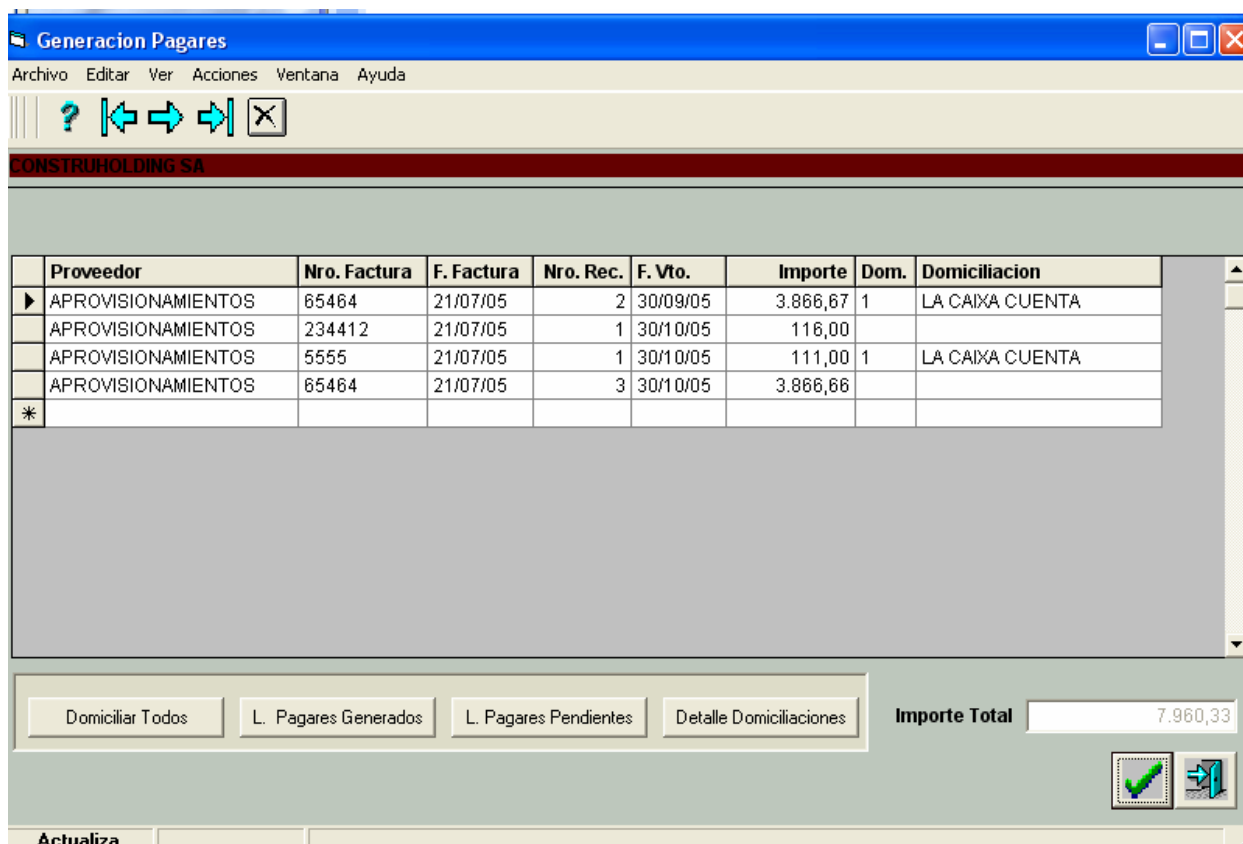 Generacion Pagares
Archivo Editar Ver Acciones Ventana Ayuda
CONSTRUHOLDING SA
Proveedor Nro. Factura F. Factura Nro. Rec. F. Vto. Importe Dom. Domiciliacion
APROVISIONAMIENTOS 65464 21/07/05 2 30/09/05 3.866,67 1 LA CAIXA CUENTA
APROVISIONAMIENTOS 234412 21/07/05 1 30/10/05 116,00
APROVISIONAMIENTOS 5555 21/07/05 1 30/10/05 111,00 1 LA CAIXA CUENTA
APROVISIONAMIENTOS 65464 21/07/05 3 30/10/05 3.866,66
Domiciliar Todos L. Pagares Generados L. Pagares Pendientes Detalle Domiciliaciones Importe Total 7.960,33
Actualiza